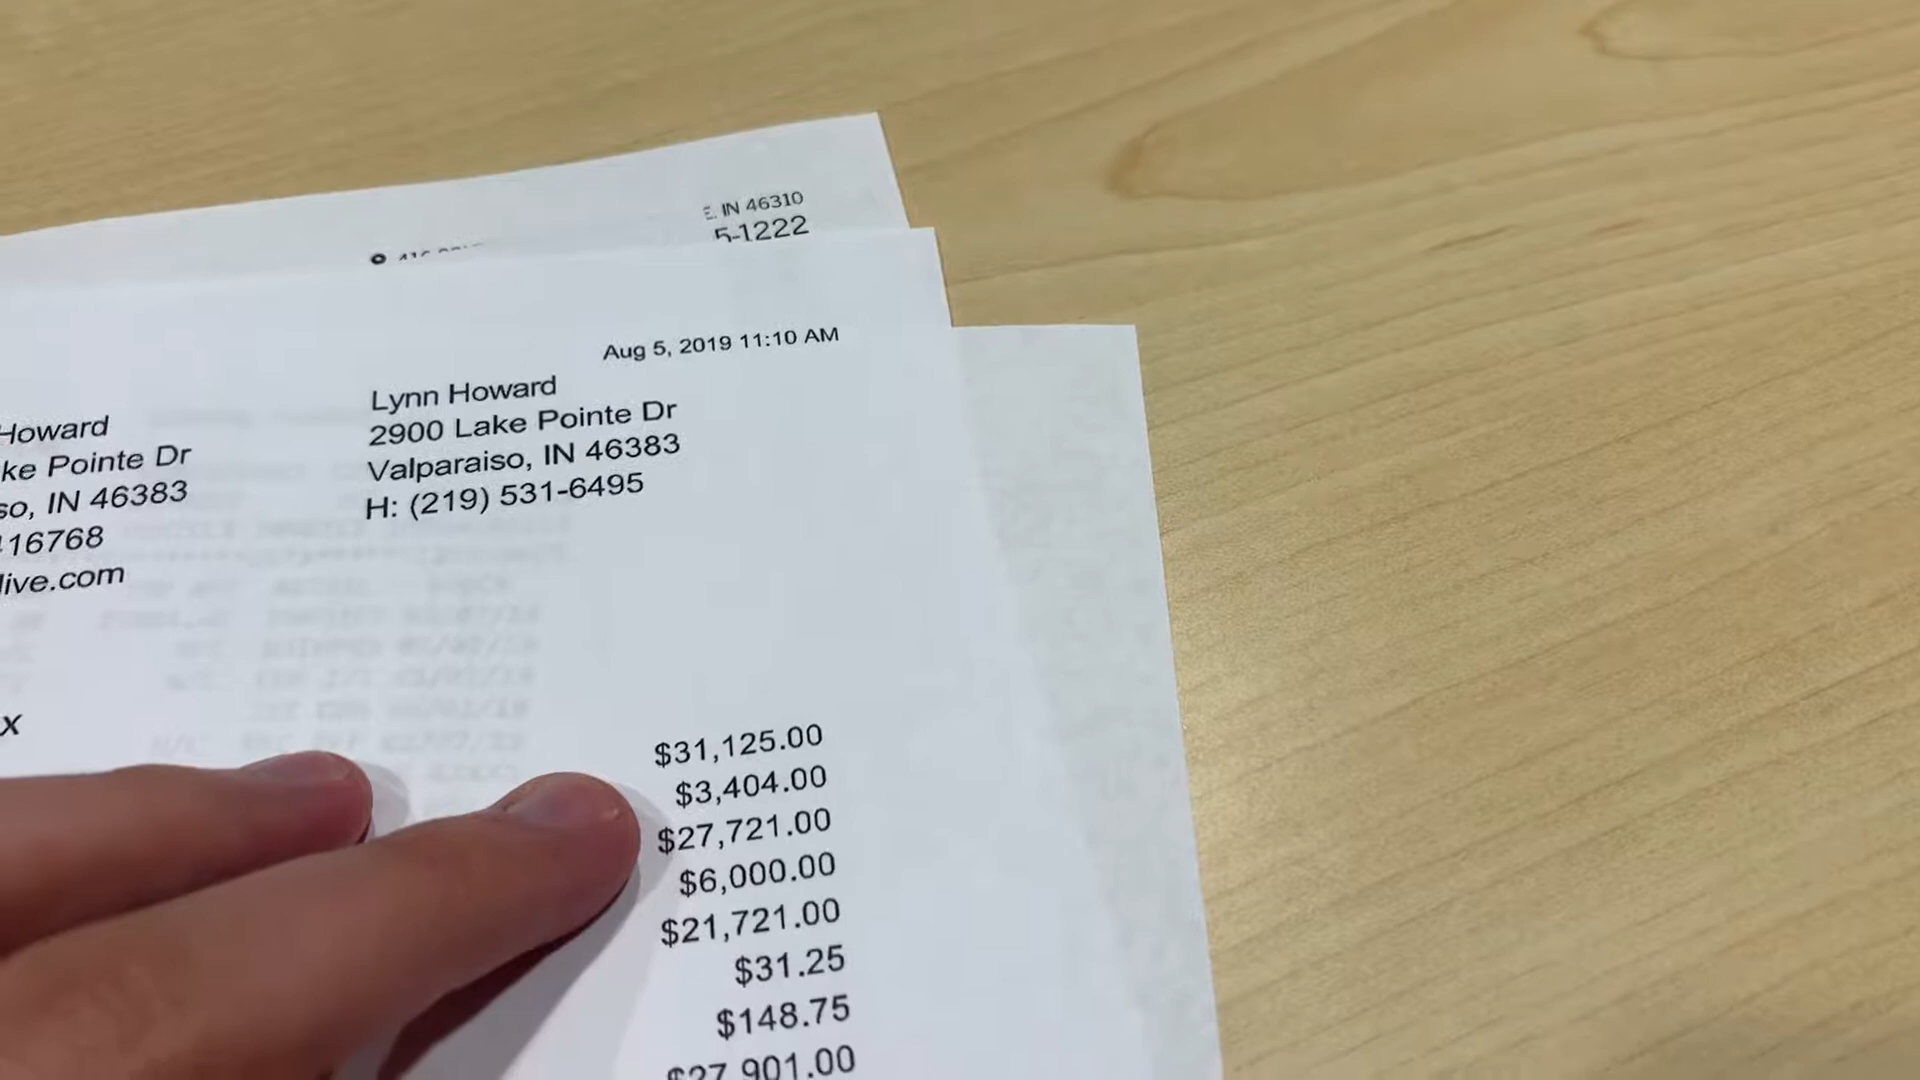 IN 46310
5-1222
Aug 5, 2019 11:10 AM
Lynn Howard
2900 Lake Pointe Dr
Valparaiso, IN 46383
H: (219) 531-6495
Howard
ke Pointe Dr
so, IN 46383
16768
live.com
x
$31,125.00
$3,404.00
$27,721.00
$6,000.00
$21,721.00
$31.25
$148.75
$27,901.00